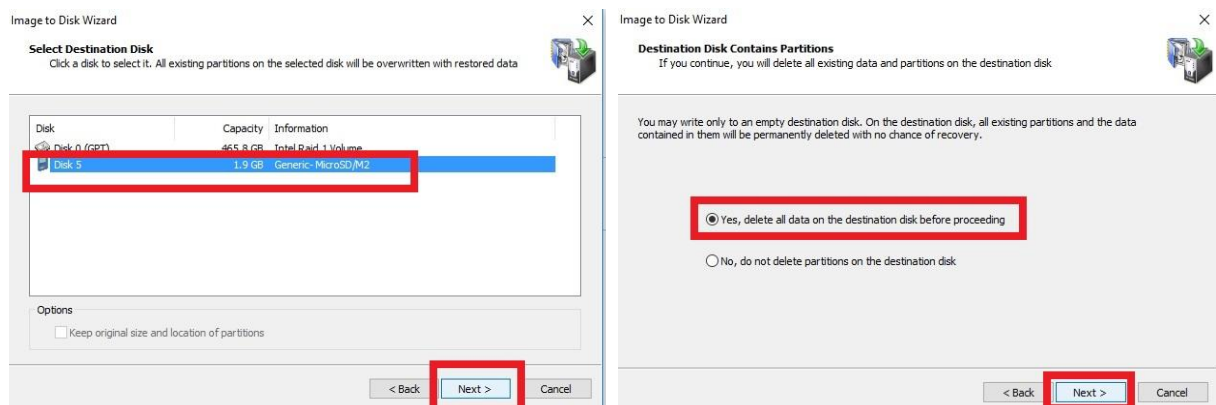 Image to Disk Wizard
Select Destination Disk
Click a disk to select it. All existing partitions on the selected disk will be overwritten with restored data
Disk Capacity Information
Disk 0 (GPT) 465.8 GB Intel Raid 1 Volume
Disk 5 1.9 GB Generic- MicroSD/M2
Options
Keep original size and location of partitions
< Back Next > Cancel
Image to Disk Wizard
Destination Disk Contains Partitions
If you continue, you will delete all existing data and partitions on the destination disk
You may write only to an empty destination disk. On the destination disk, all existing partitions and the data
contained in them will be permanently deleted with no chance of recovery.
Yes, delete all data on the destination disk before proceeding
No, do not delete partitions on the destination disk
< Back Next > Cancel